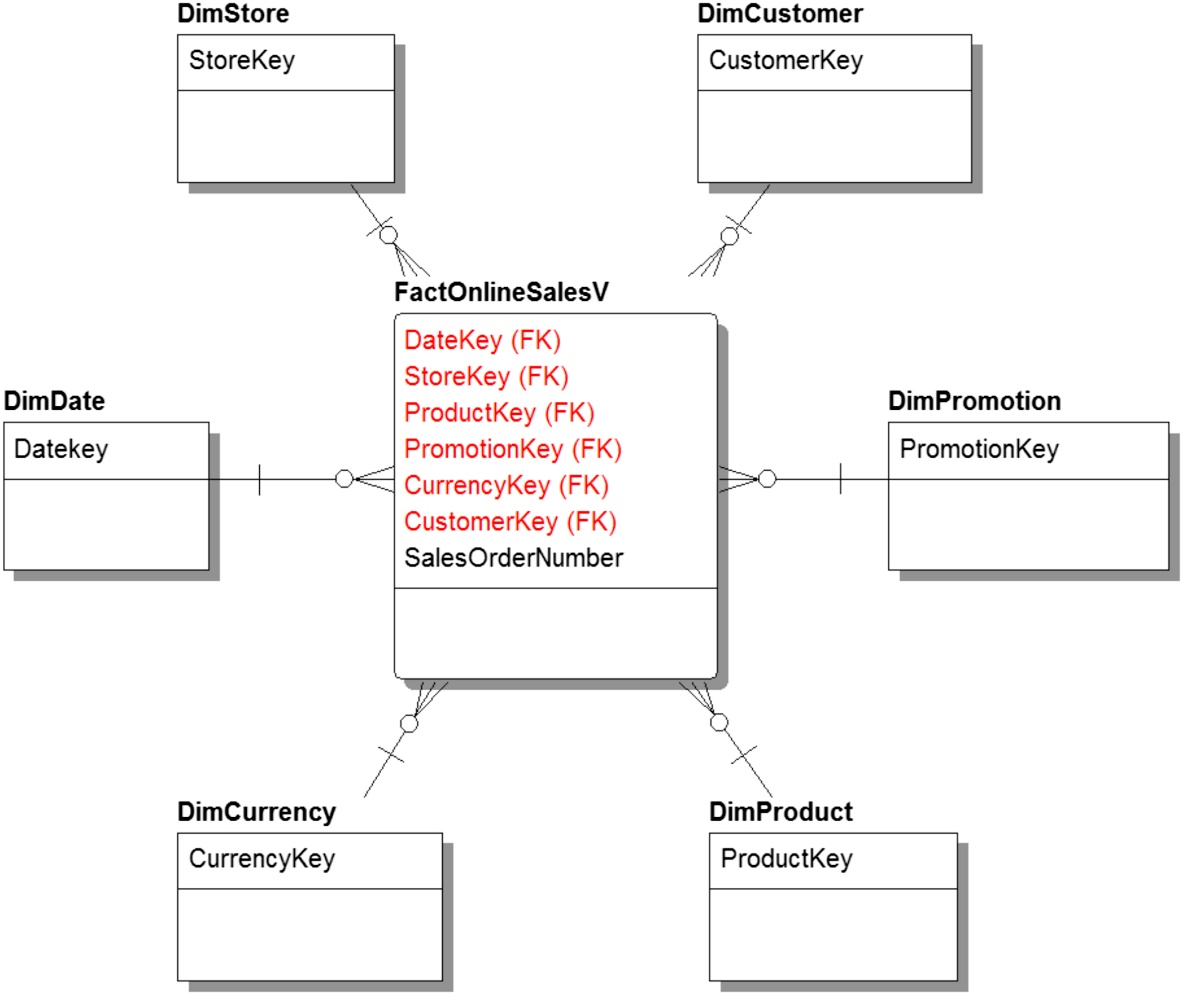 DimStore
StoreKey
DimCustomer
CustomerKey
FactOnlineSalesV
DateKey (FK)
StoreKey (FK)
ProductKey (FK)
PromotionKey (FK)
CurrencyKey (FK)
CustomerKey (FK)
SalesOrderNumber
DimDate
Datekey
DimPromotion
PromotionKey
DimCurrency
CurrencyKey
DimProduct
ProductKey